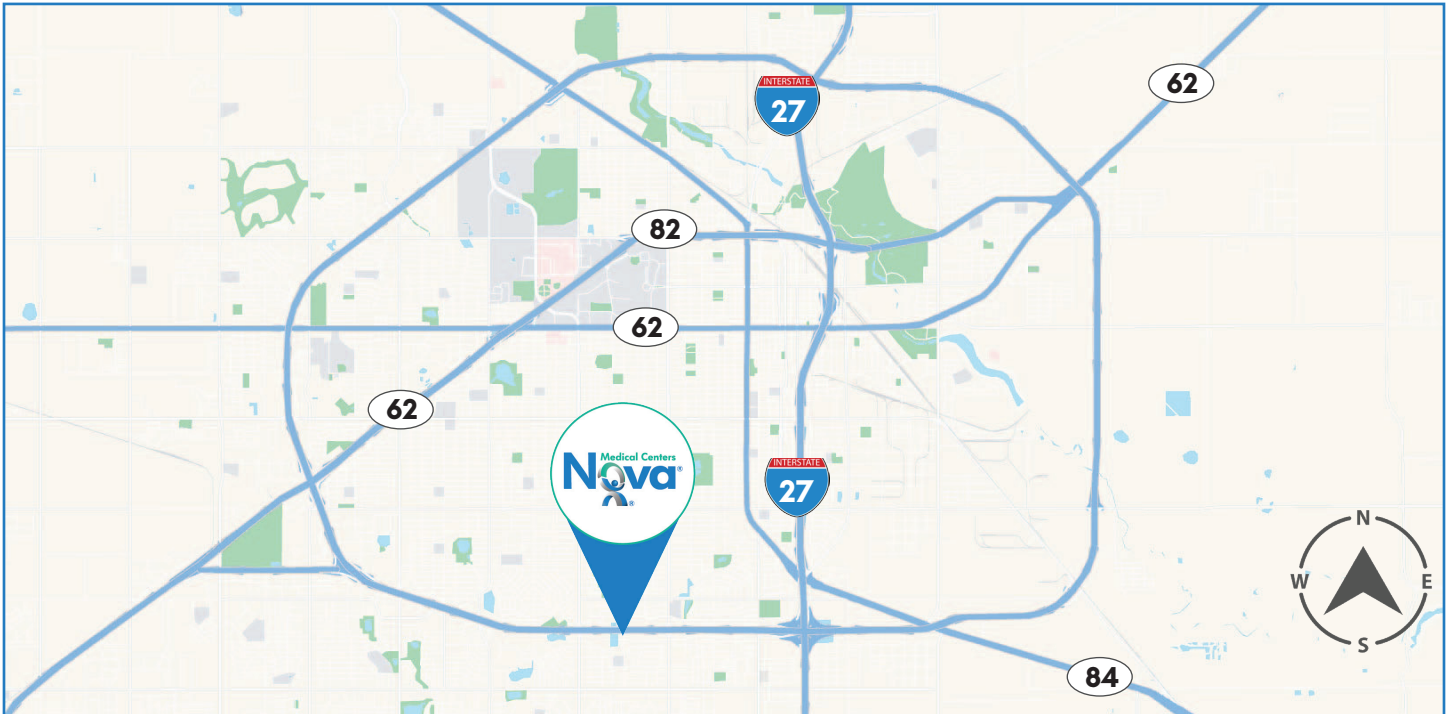 62
INTERSTATE
27
82
62
62
Medical Centers
Nova®
®
INTERSTATE
27
N
W
E
S
84